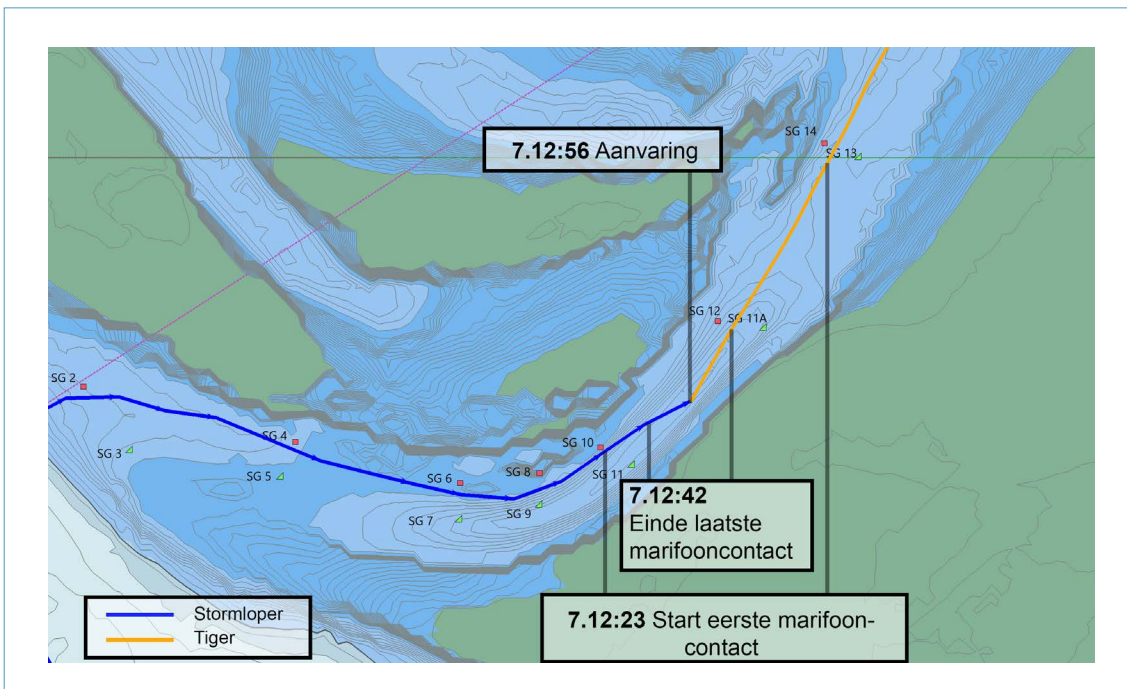 7.12:56 Aanvaring
SG 14
SG 13
SG 12
SG 11A
SG 2
SG 4
SG 3
SG 5
SG 6
SG 8
SG 10
SG 11
SG 7
SG 9
7.12:42
Einde laatste
marifooncontact
7.12:23 Start eerste marifoon-
contact
Stormloper
Tiger